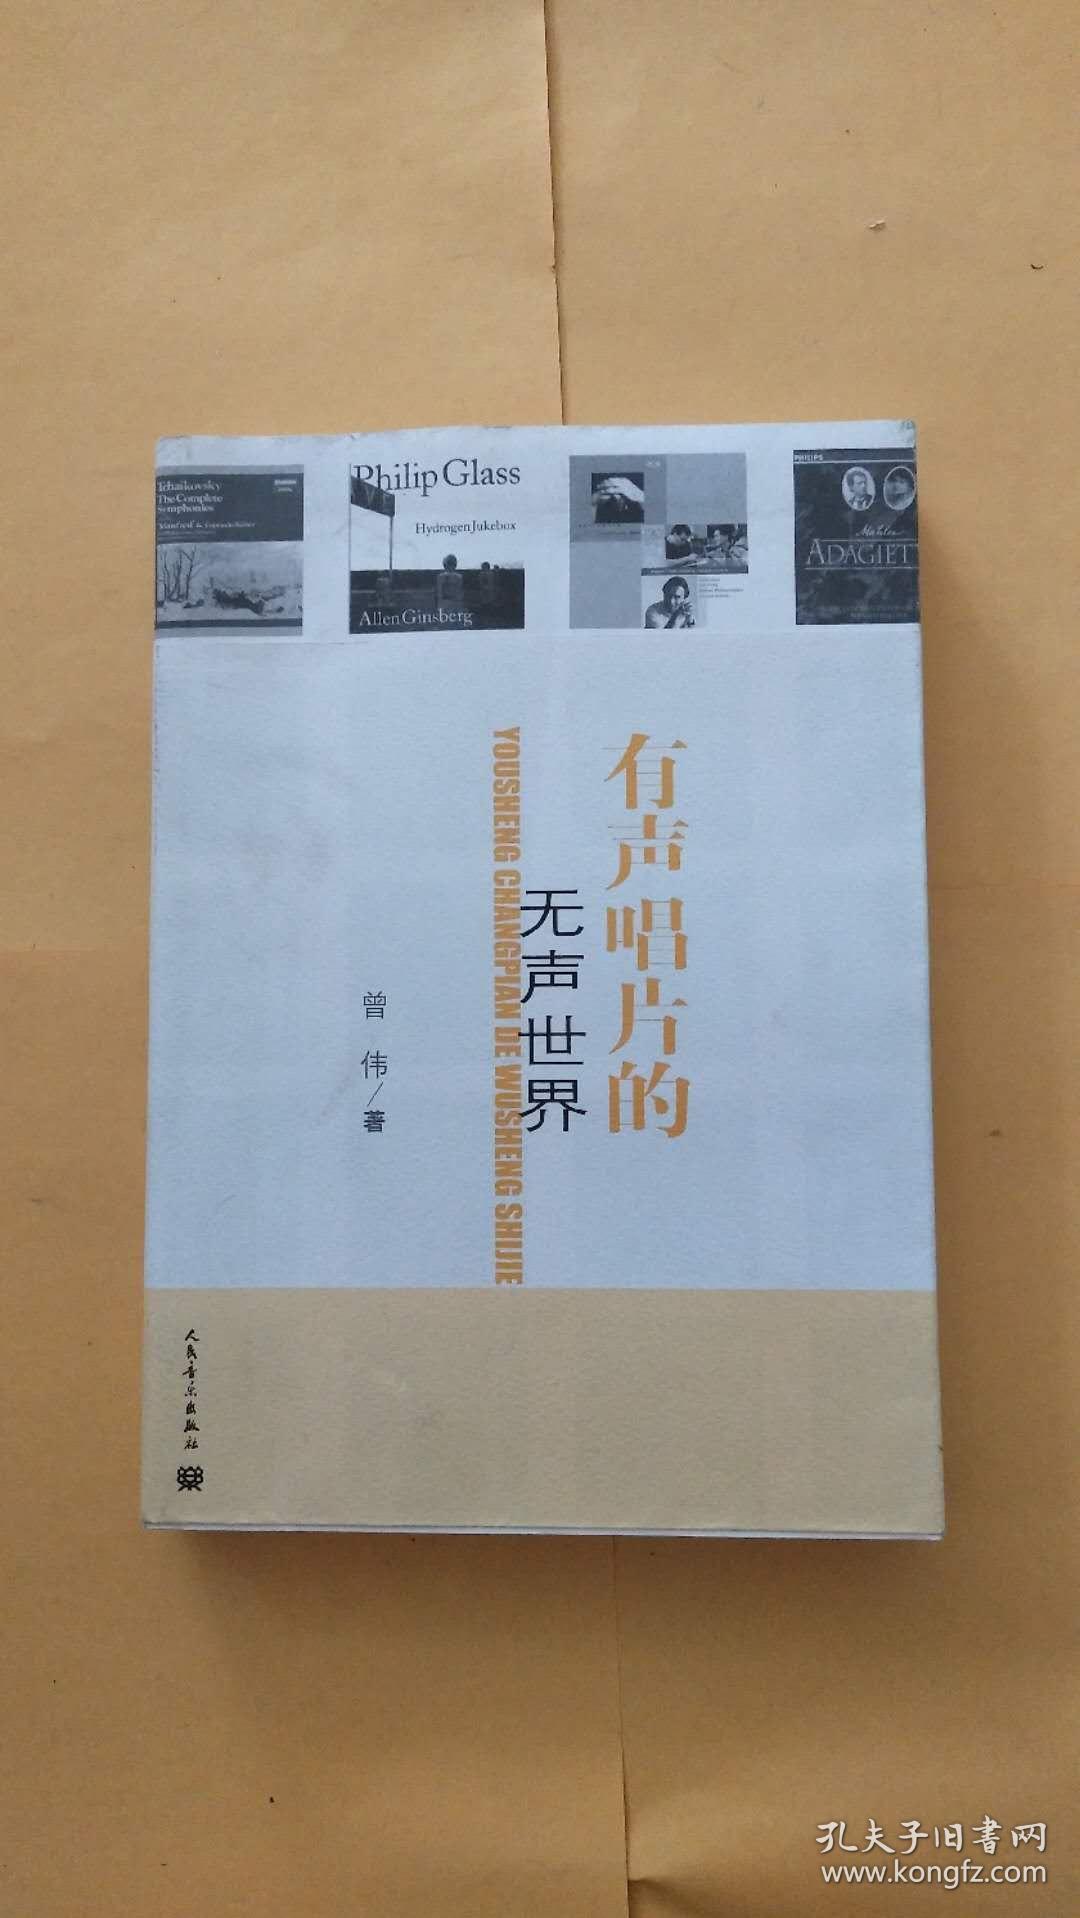 Tchaikovsky
The Complete
Symphonies
Philip Glass
Hydrogen Jukebox
Allen Ginsberg
PHILIPS
Mahler
ADAGIET
有声唱片的
无声世界
YOUSHENG CHANGPIAN DE WUSHENG SHIJIE
曾伟/著
人民音乐出版社
孔夫子旧书网
www.kongfz.com